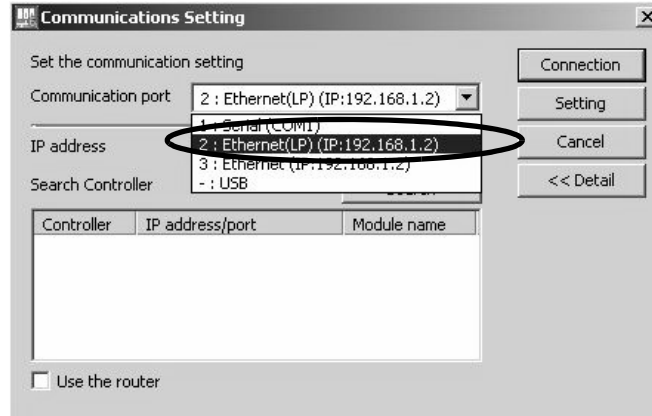 Communications Setting
Set the communication setting
Connection
Communication port
2 : Ethernet(LP) (IP:192.168.1.2)
Setting
1 : Serial (COM1)
IP address
2 : Ethernet(LP) (IP:192.168.1.2)
Cancel
3 : Ethernet (IP:192.168.1.2)
Search Controller
- : USB
<< Detail
Controller
IP address/port
Module name
Use the router